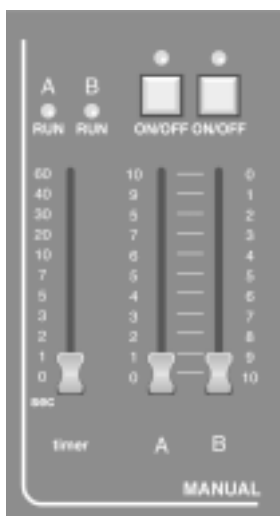 A B
RUN RUN
ON/OFF ON/OFF
60 10 0
40 9 1
30 5 2
20 7 3
10 6 4
7 5 5
5 4 6
3 3 7
2 2 8
1 1 9
0 0 10
sec
timer A B
MANUAL